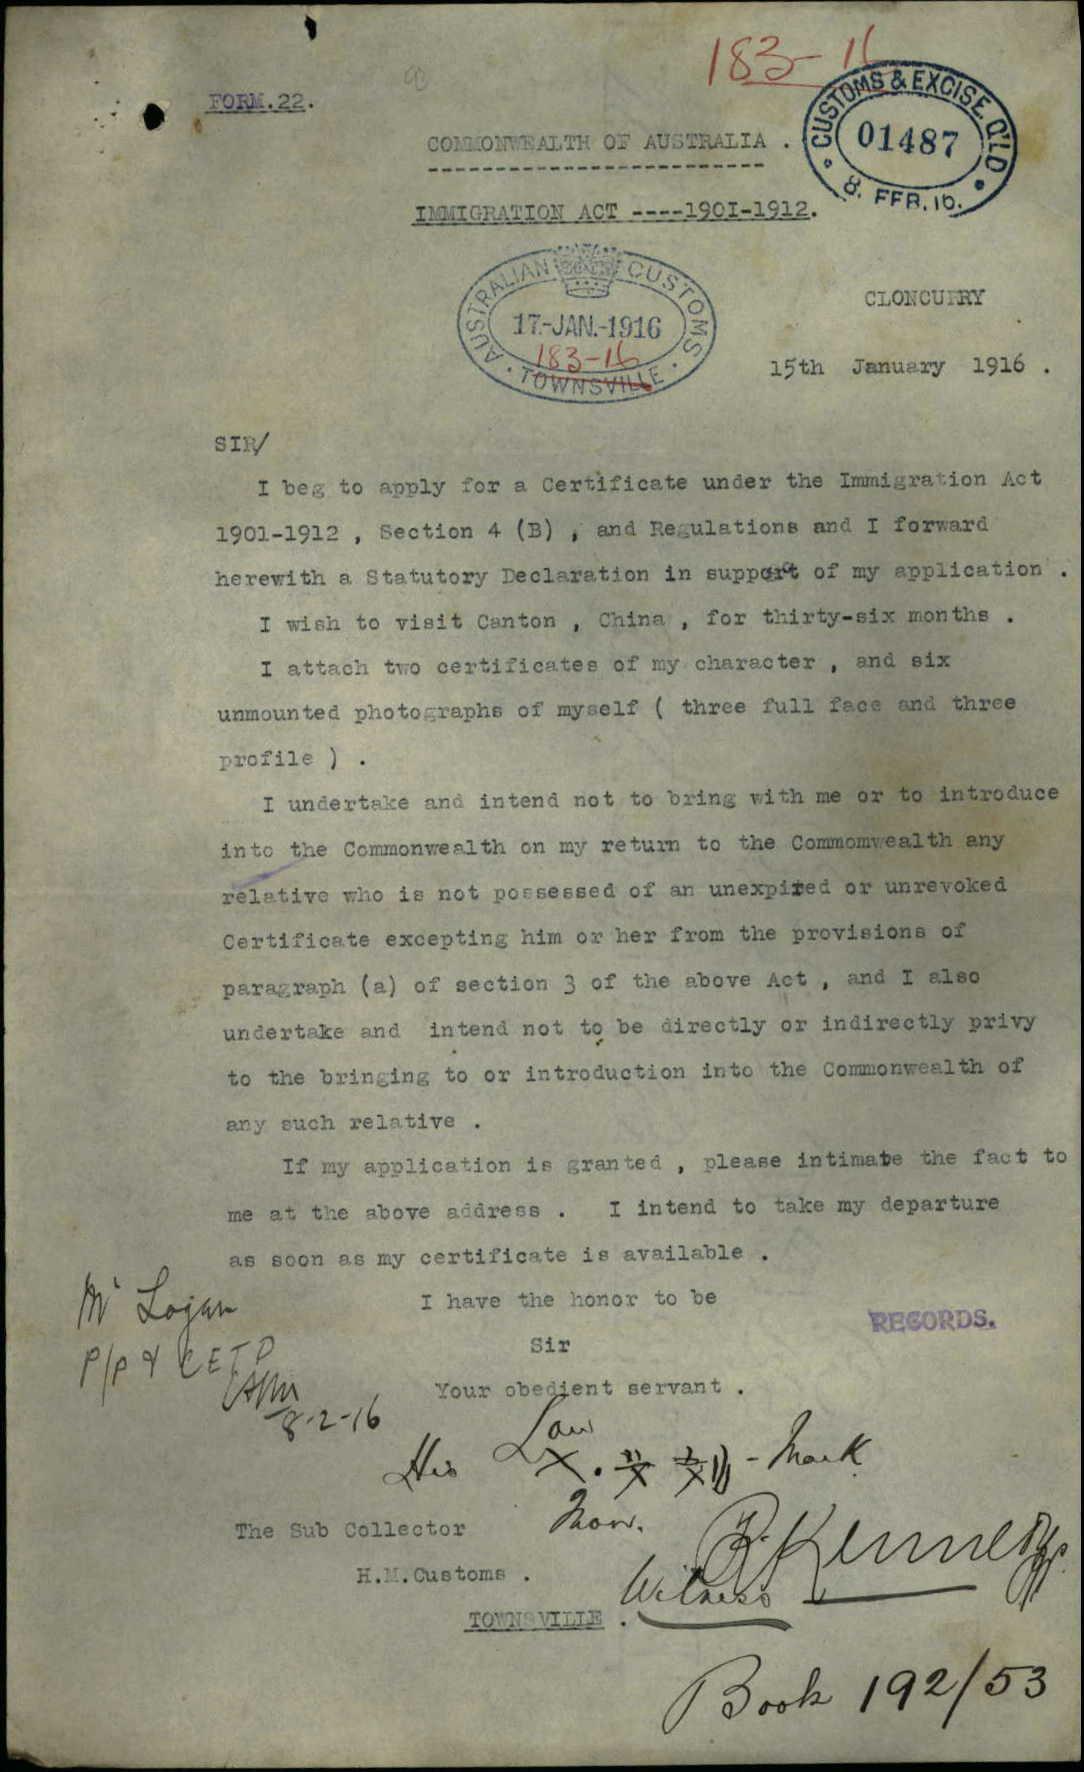 183-16
CUSTOMS & EXCISE. Q'LD
01487
8. FEB. 16.
FORM.22.
COMMONWEALTH OF AUSTRALIA .
IMMIGRATION ACT ----1901-1912.
AUSTRALIAN CUSTOMS
17.-JAN.-1916
183-16
TOWNSVILLE
CLONCURRY
15th January 1916 .
SIR/
I beg to apply for a Certificate under the Immigration Act
1901-1912 , Section 4 (B) , and Regulations and I forward
herewith a Statutory Declaration in support of my application .
I wish to visit Canton , China , for thirty-six months .
I attach two certificates of my character , and six
unmounted photographs of myself ( three full face and three
profile ) .
I undertake and intend not to bring with me or to introduce
into the Commonwealth on my return to the Commomwealth any
relative who is not possessed of an unexpired or unrevoked
Certificate excepting him or her from the provisions of
paragraph (a) of section 3 of the above Act , and I also
undertake and intend not to be directly or indirectly privy
to the bringing to or introduction into the Commonwealth of
any such relative .
If my application is granted , please intimate the fact to
me at the above address . I intend to take my departure
as soon as my certificate is available .
I have the honor to be
Mr Logan
RECORDS.
Sir
P/P & CETD
Your obedient servant .
8-2-16
Law
His X . - Mark
The Sub Collector
R. Kennedy
H.M.Customs .
Witness
TOWNSVILLE .
Book 192/53